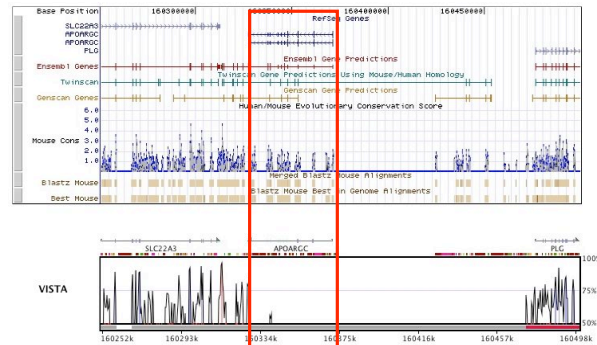 Base Position 160300000| 160350000| 160400000| 160450000|
RefSeq Genes
SLC22A3
APOARGC
APOARGC
PLG
Ensembl Gene Predictions
Ensembl Genes
Twinscan Gene Predictions Using Mouse/Human Homology
Twinscan
Genscan Gene Predictions
Genscan Genes
Human/Mouse Evolutionary Conservation Score
6.0
5.0
4.0
Mouse Cons 3.0
2.0
1.0
Merged Blastz Mouse Alignments
Blastz Mouse
Blastz Mouse Best in Genome Alignments
Best Mouse
SLC22A3 APOARGC PLG
100%
VISTA 75%
50%
160252k 160293k 160334k 160375k 160416k 160457k 160498k